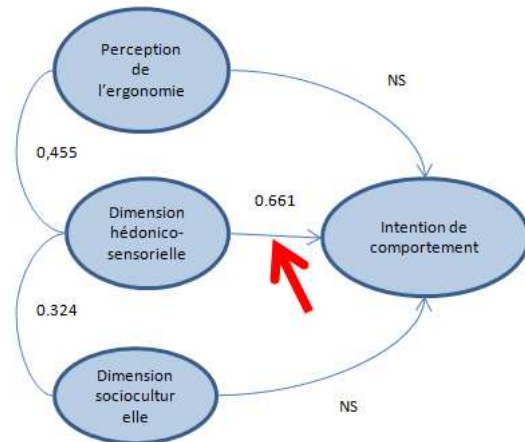 Perception
de
l'ergonomie
NS
0,455
Dimension
hédonico-
sensorielle
0.661
Intention de
comportement
0.324
Dimension
sociocultur
elle
NS